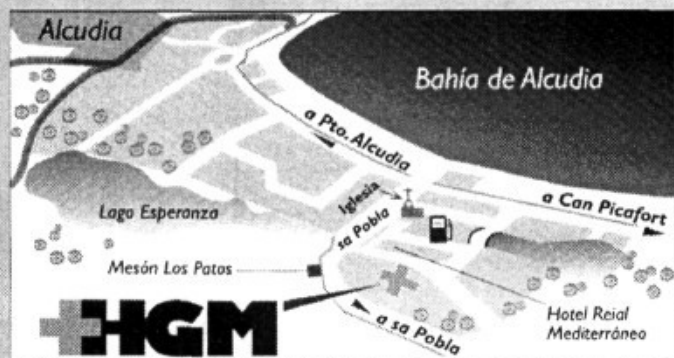 Alcudia
Bahía de Alcudia
a Pto. Alcudia
a Can Picafort
Iglesia
Lago Esperanza
sa Pobla
Mesón Los Patos
HGM
a sa Pobla
Hotel Reial
Mediterráneo